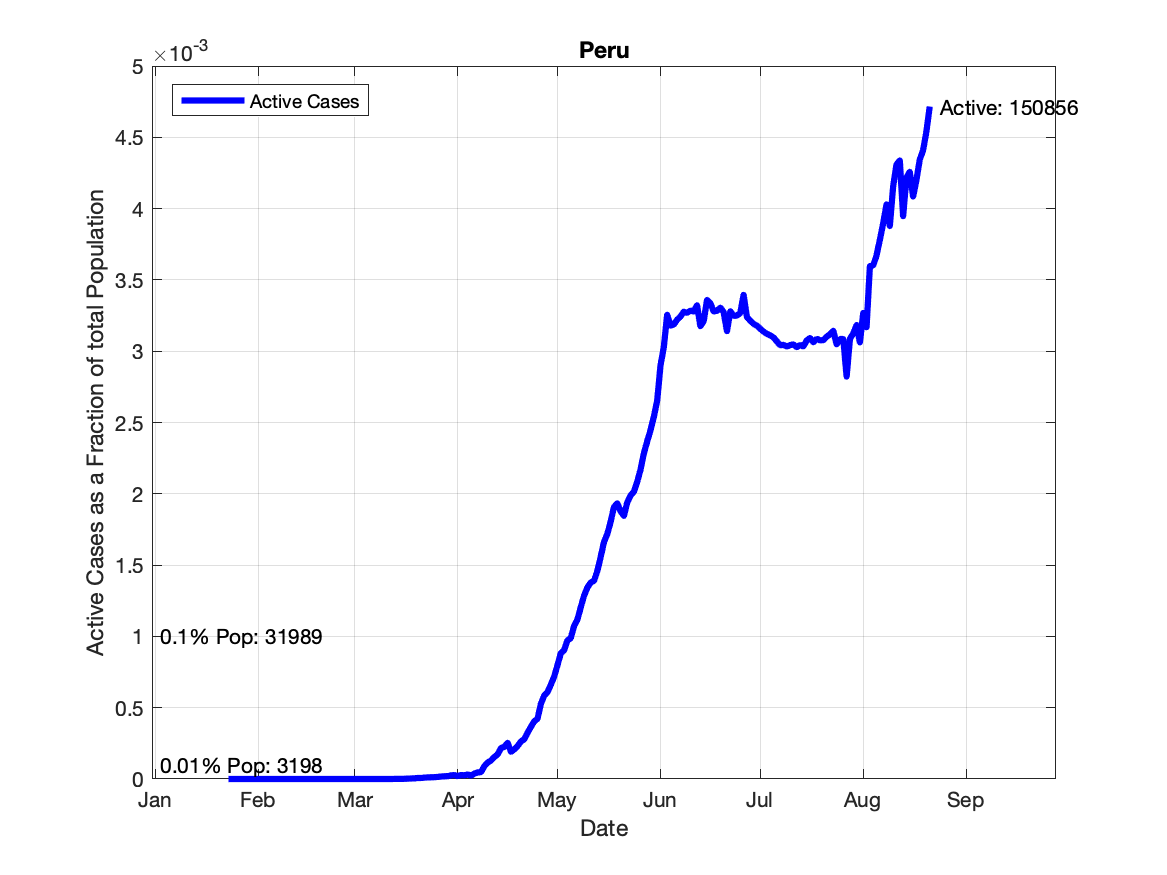 Peru
×10-3
5
4.5
4
3.5
3
2.5
2
1.5
1
0.5
0
Active Cases as a Fraction of total Population
Active Cases
Active: 150856
0.1% Pop: 31989
0.01% Pop: 3198
Jan Feb Mar Apr May Jun Jul Aug Sep
Date